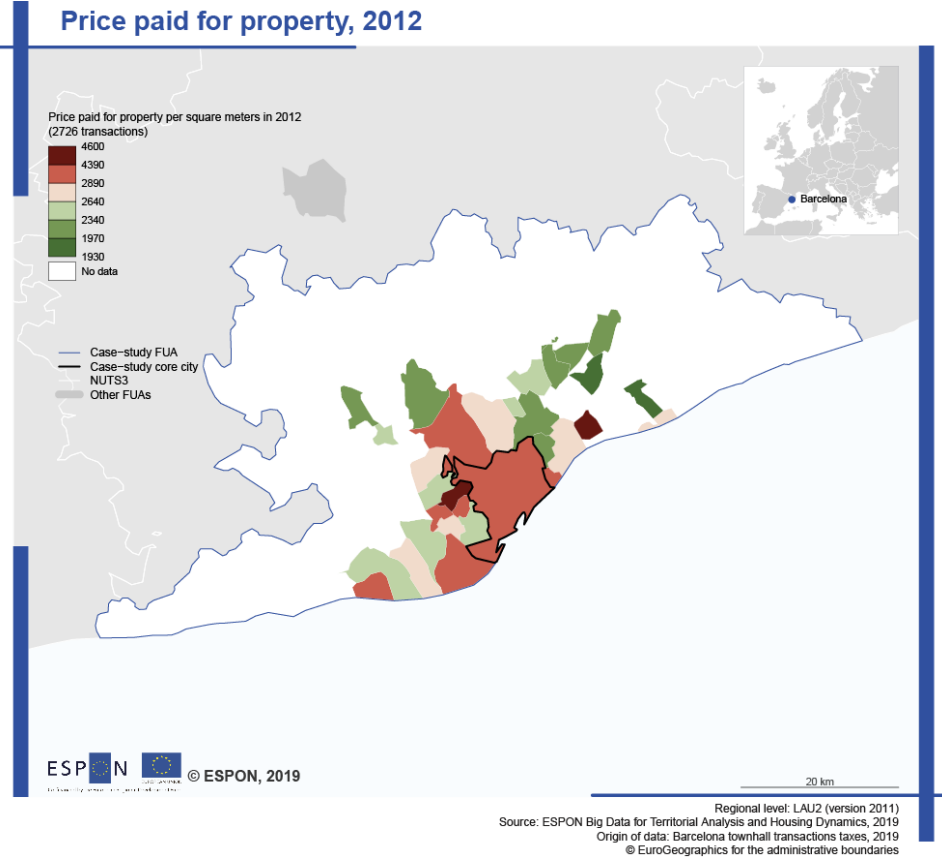 Price paid for property, 2012
Price paid for property per square meters in 2012
(2726 transactions)
4600
4390
2890
2640
2340
1970
1930
No data
Barcelona
Case−study FUA
Case−study core city
NUTS3
Other FUAs
ESPON
© ESPON, 2019
20 km
Regional level: LAU2 (version 2011)
Source: ESPON Big Data for Territorial Analysis and Housing Dynamics, 2019
Origin of data: Barcelona townhall transactions taxes, 2019
© EuroGeographics for the administrative boundaries